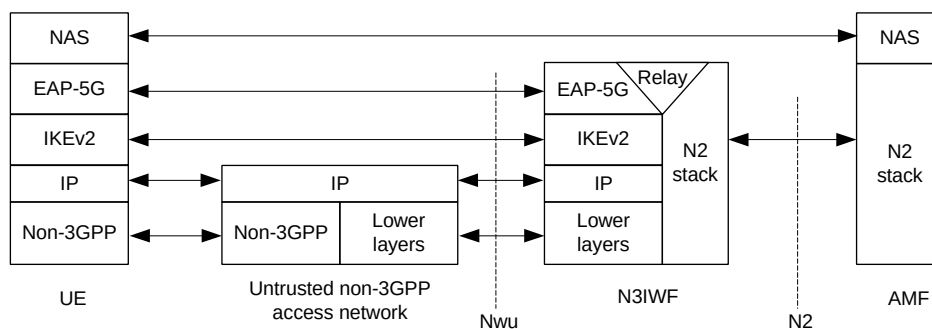 NAS
NAS
EAP-5G
EAP-5G
Relay
IKEv2
IKEv2
N2
stack
N2
stack
IP
IP
IP
Non-3GPP
Non-3GPP
Lower
layers
Lower
layers
UE
Untrusted non-3GPP
access network
Nwu
N3IWF
N2
AMF